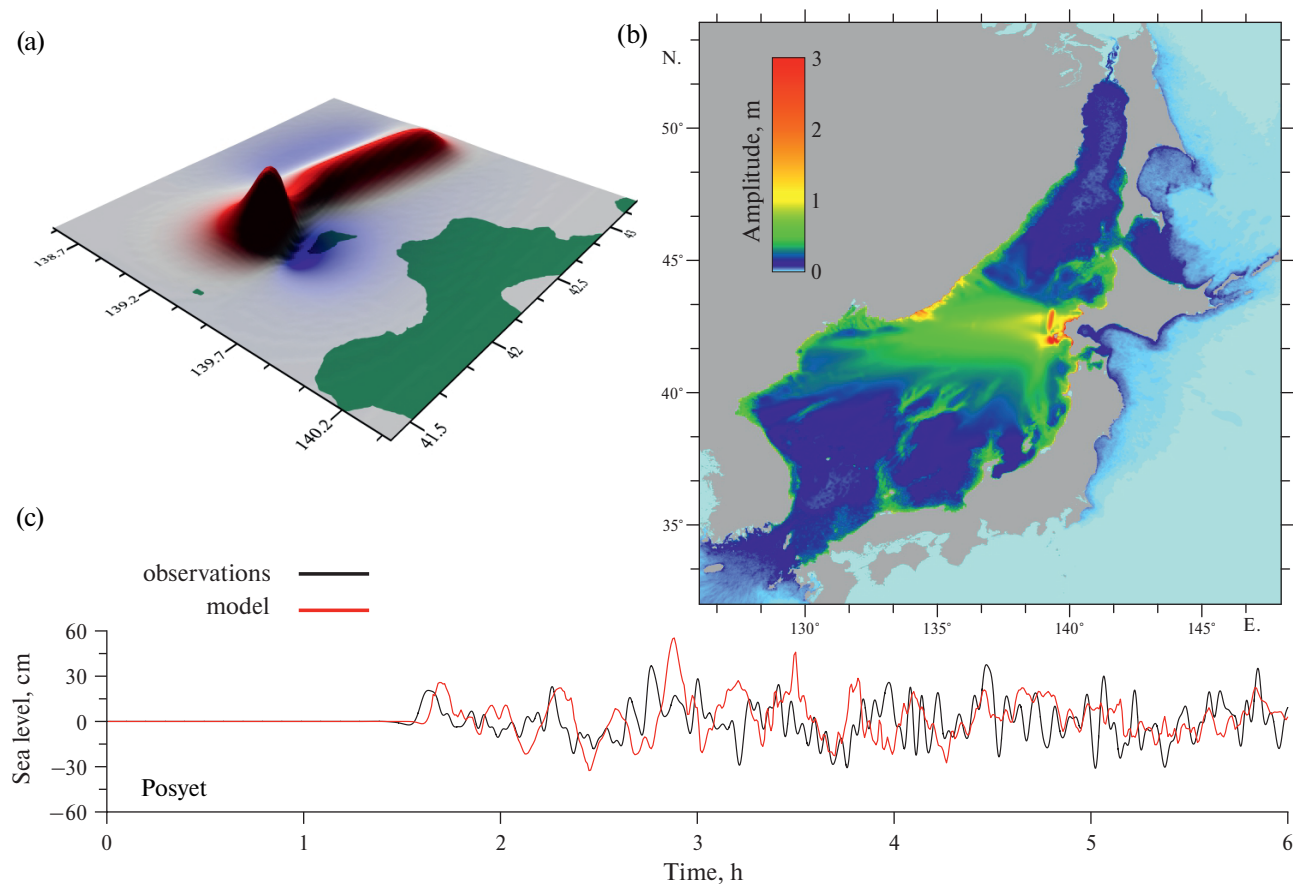 (a)
138.7
139.2
139.7
140.2
41.5
42
42.5
43
(b)
N.
50°
45°
40°
35°
Amplitude, m
3
2
1
0
130°
135°
140°
145°
E.
(c)
observations
model
Sea level, cm
60
30
0
−30
−60
Posyet
0
1
2
3
4
5
6
Time, h